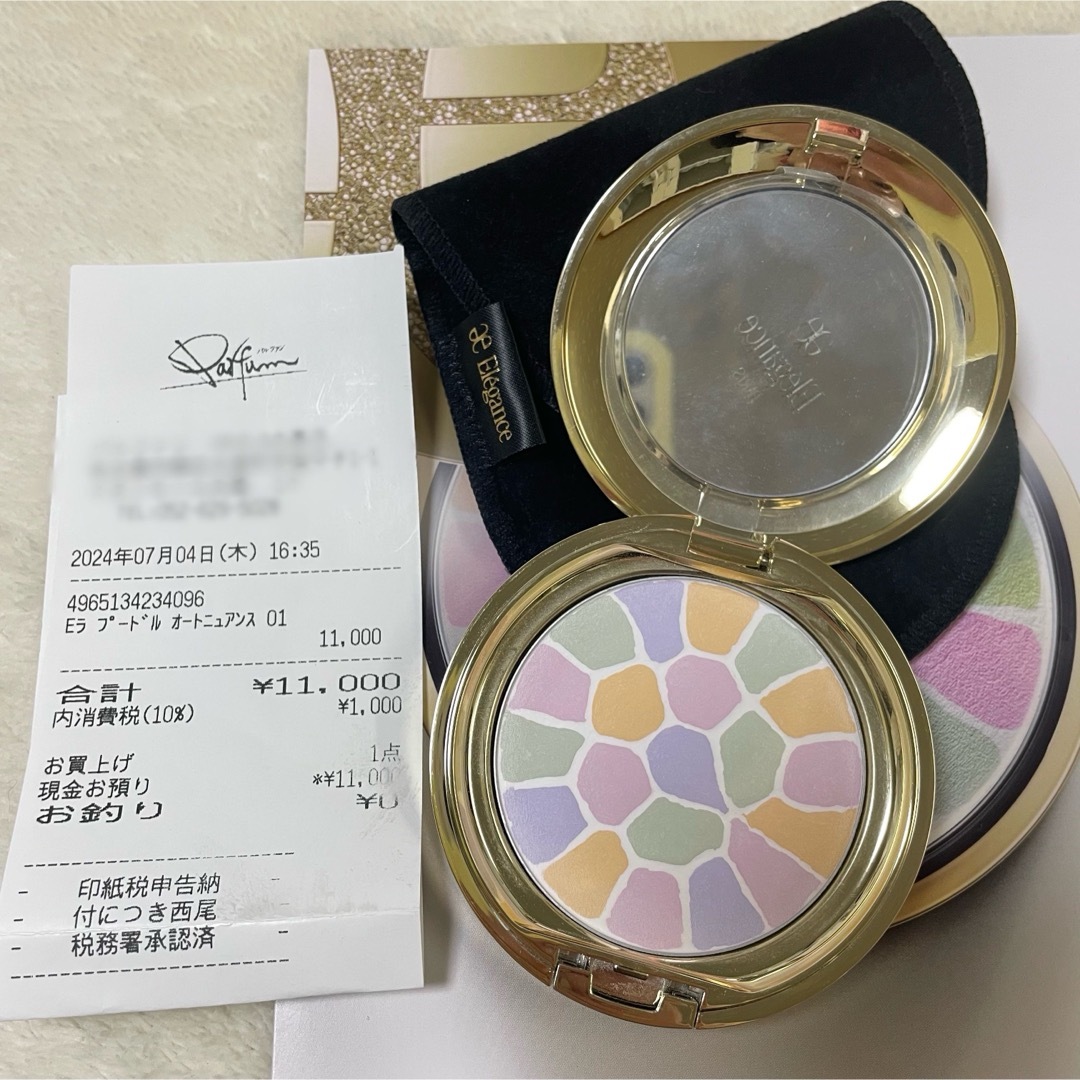 Parfum
パルファン
2024年07月04日(木) 16:35
4965134234096
Eラ プードル オートニュアンス 01
11,000
合計 ¥11,000
内消費税(10%) ¥1,000
お買上げ 1点
現金お預り *¥11,000
お釣り ¥0
印紙税申告納
付につき西尾
税務署承認済
Elégance
Elégance